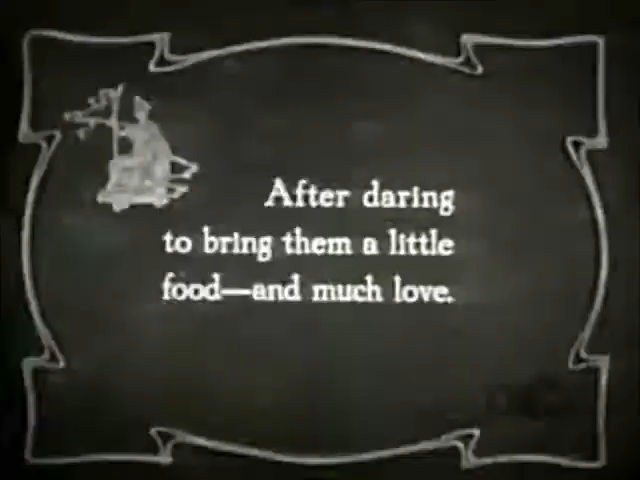 After daring
to bring them a little
food—and much love.